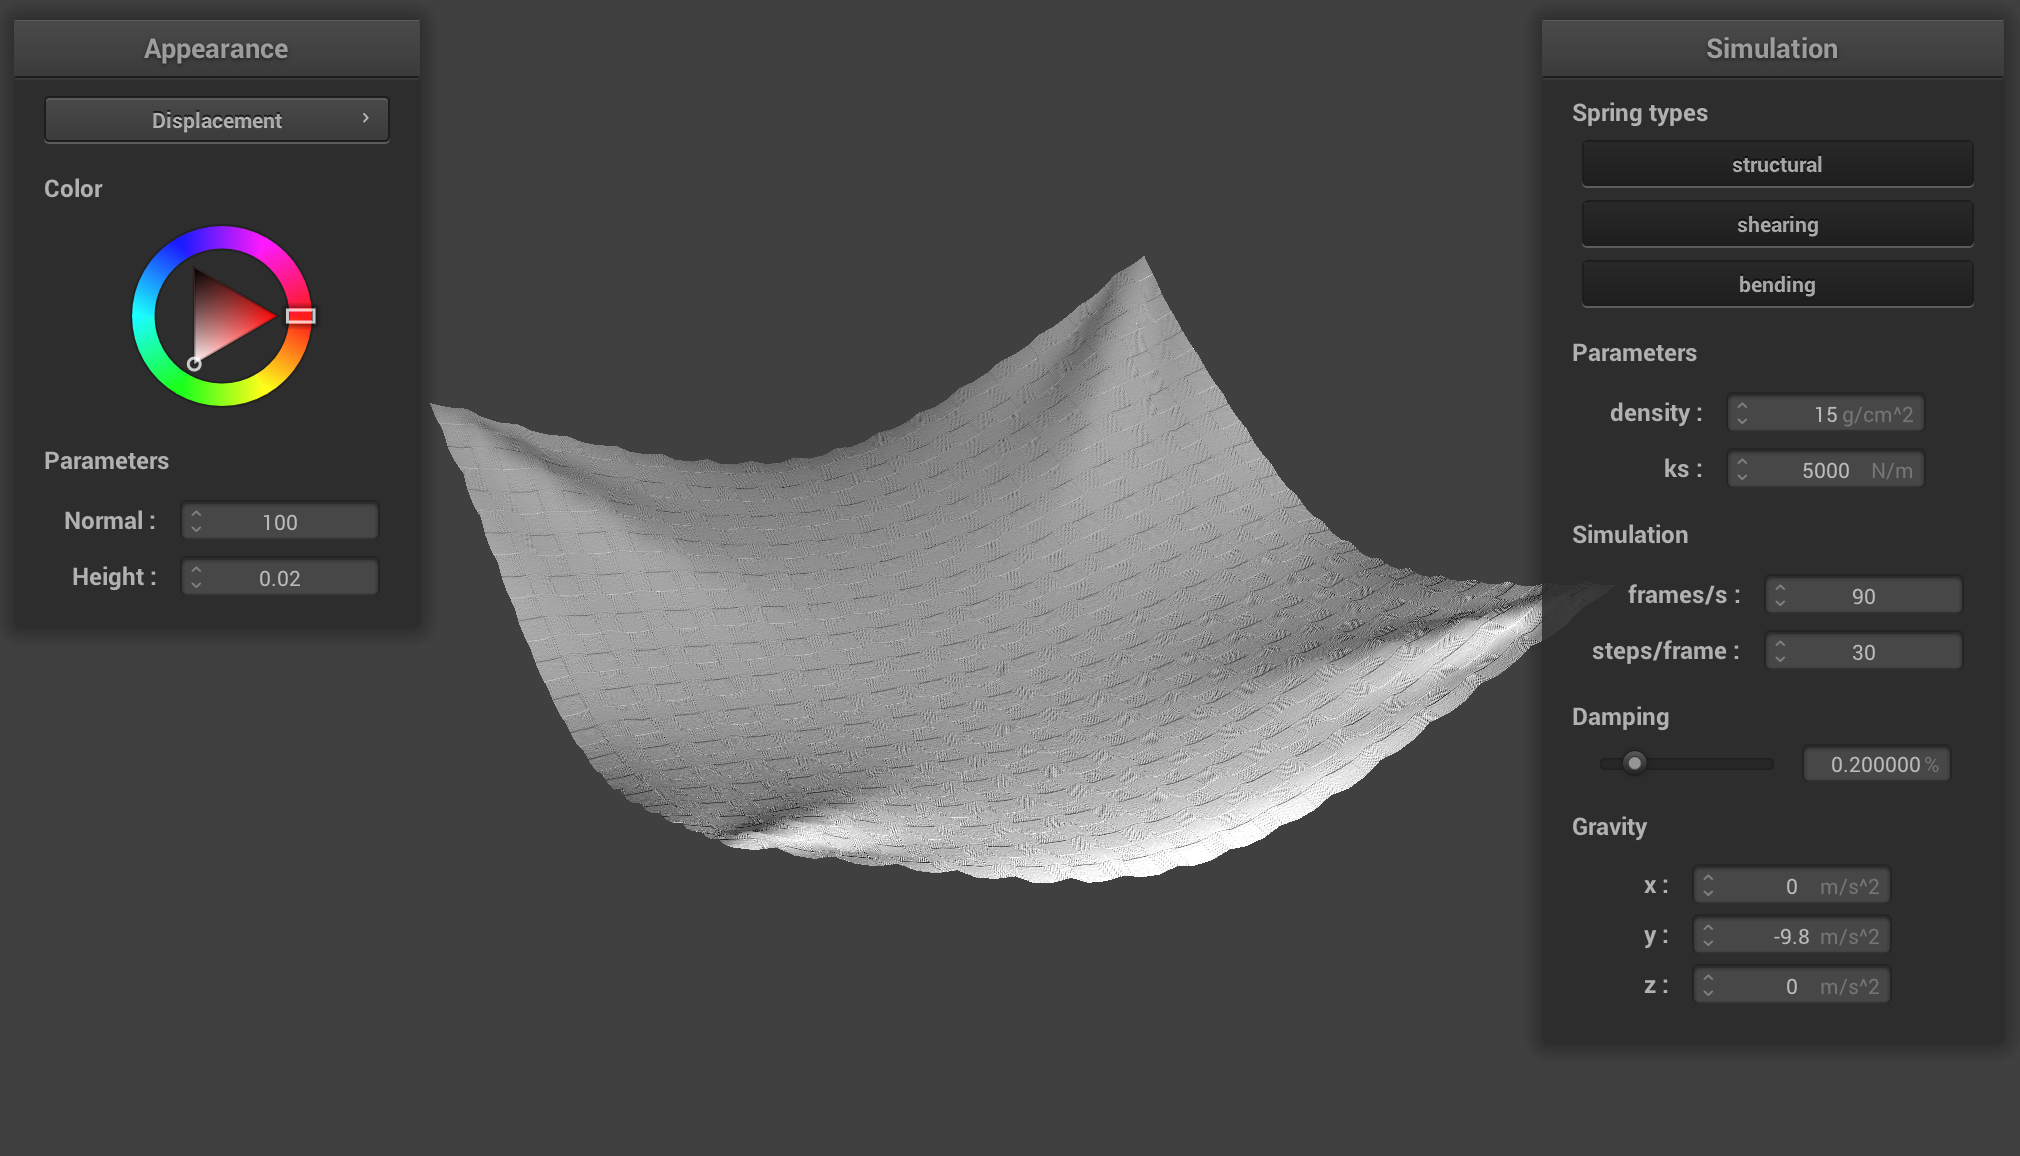 Appearance
Displacement
Color
Parameters
Normal : 100
Height : 0.02
Simulation
Spring types
structural
shearing
bending
Parameters
density : 15 g/cm^2
ks : 5000 N/m
Simulation
frames/s : 90
steps/frame : 30
Damping
0.200000 %
Gravity
x : 0 m/s^2
y : -9.8 m/s^2
z : 0 m/s^2